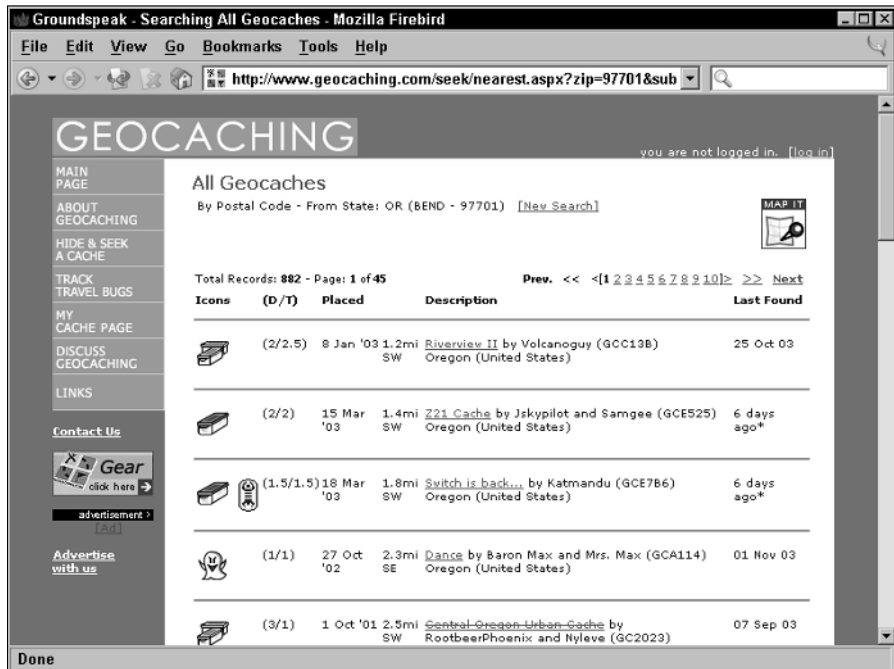 Groundspeak - Searching All Geocaches - Mozilla Firebird
File Edit View Go Bookmarks Tools Help
http://www.geocaching.com/seek/nearest.aspx?zip=97701&sub
GEOCACHING
you are not logged in. [log in]
MAIN
PAGE
ABOUT
GEOCACHING
HIDE & SEEK
A CACHE
TRACK
TRAVEL BUGS
MY
CACHE PAGE
DISCUSS
GEOCACHING
LINKS
Contact Us
Gear
click here
advertisement >
[Ad]
Advertise
with us
All Geocaches
By Postal Code - From State: OR (BEND - 97701) [New Search]
MAP IT
Total Records: 882 - Page: 1 of 45 Prev. << <[1 2 3 4 5 6 7 8 9 10]> >> Next
Icons (D/T) Placed Description Last Found
(2/2.5) 8 Jan '03 1.2mi Riverview II by Volcanoguy (GCC13B) 25 Oct 03
SW Oregon (United States)
(2/2) 15 Mar 1.4mi Z21 Cache by Jskypilot and Samgee (GCE525) 6 days
'03 SW Oregon (United States) ago*
(1.5/1.5) 18 Mar 1.8mi Switch is back... by Katmandu (GCE7B6) 6 days
'03 SW Oregon (United States) ago*
(1/1) 27 Oct 2.3mi Dance by Baron Max and Mrs. Max (GCA114) 01 Nov 03
'02 SE Oregon (United States)
(3/1) 1 Oct '01 2.5mi Central Oregon Urban Cache by 07 Sep 03
SW RootbeerPhoenix and Nyleve (GC2023)
Done